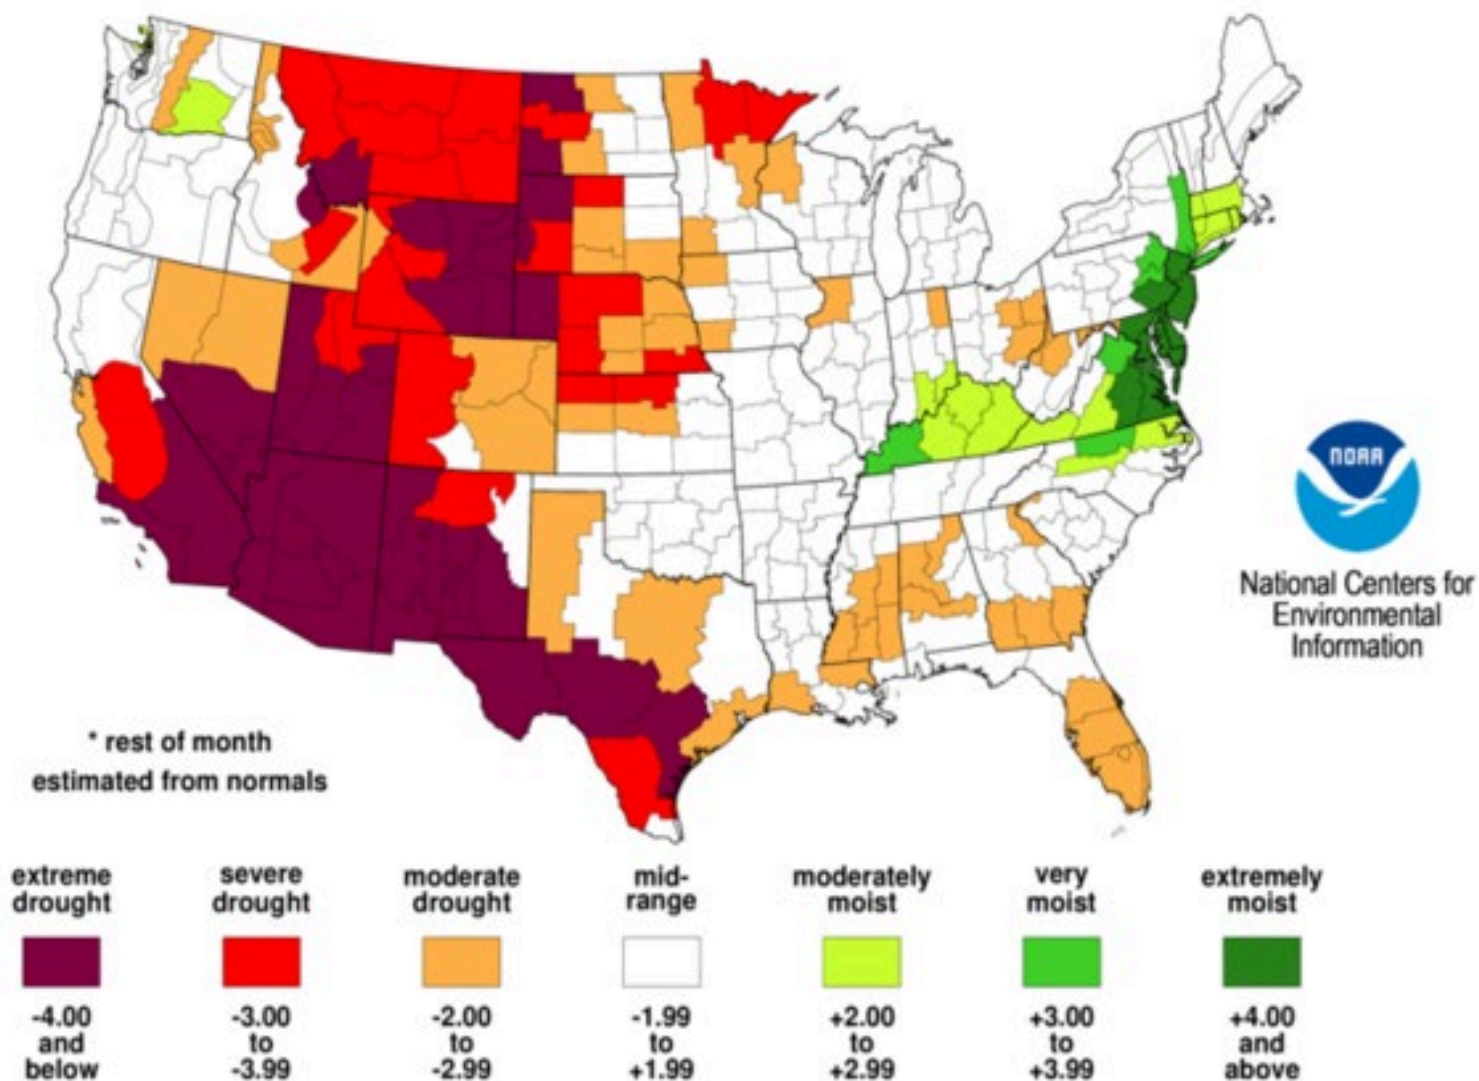 NOAA
National Centers for
Environmental
Information
* rest of month
estimated from normals
extreme
drought
severe
drought
moderate
drought
mid-
range
moderately
moist
very
moist
extremely
moist
-4.00
and
below
-3.00
to
-3.99
-2.00
to
-2.99
-1.99
to
+1.99
+2.00
to
+2.99
+3.00
to
+3.99
+4.00
and
above